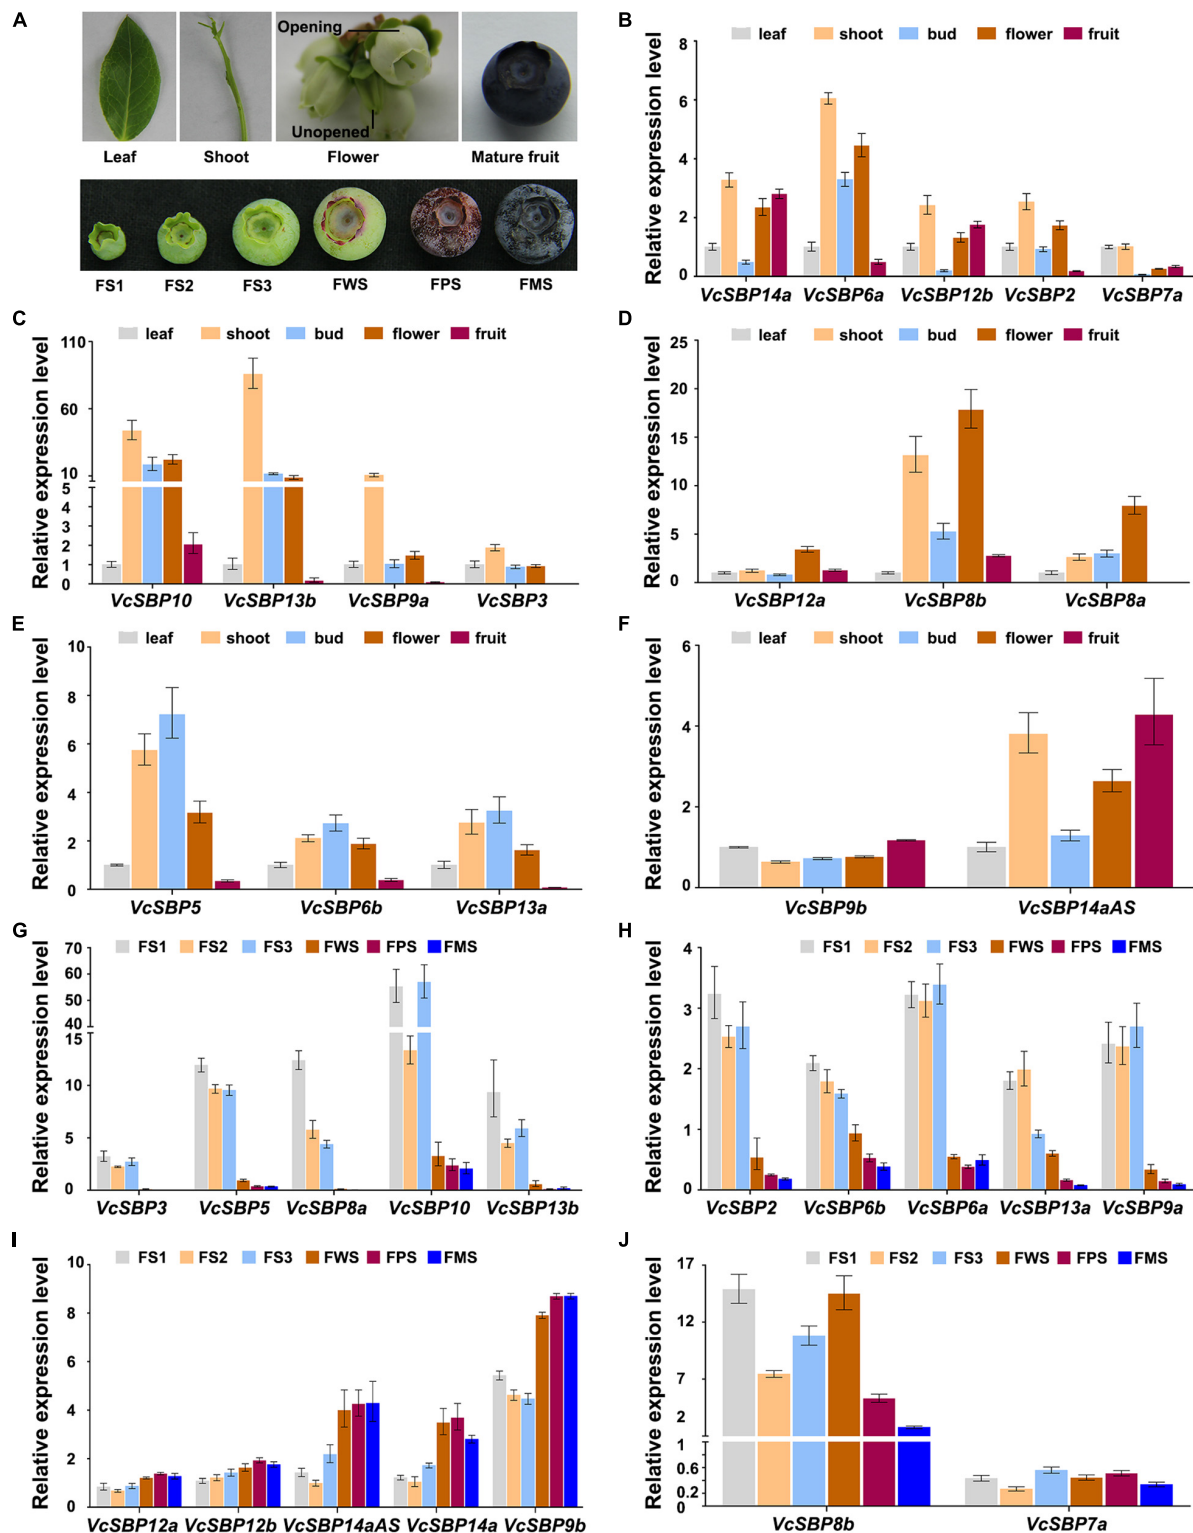 A
Opening
Unopened
Leaf Shoot Flower Mature fruit
FS1 FS2 FS3 FWS FPS FMS
B
leaf shoot bud flower fruit
Relative expression level
8
6
4
2
0
VcSBP14a VcSBP6a VcSBP12b VcSBP2 VcSBP7a
C
leaf shoot bud flower fruit
Relative expression level
110
60
10
5
4
3
2
1
0
VcSBP10 VcSBP13b VcSBP9a VcSBP3
D
leaf shoot bud flower fruit
Relative expression level
25
20
15
10
5
0
VcSBP12a VcSBP8b VcSBP8a
E
leaf shoot bud flower fruit
Relative expression level
10
8
6
4
2
0
VcSBP5 VcSBP6b VcSBP13a
F
leaf shoot bud flower fruit
Relative expression level
6
4
2
0
VcSBP9b VcSBP14aAS
G
FS1 FS2 FS3 FWS FPS FMS
Relative expression level
70
60
50
40
15
10
5
0
VcSBP3 VcSBP5 VcSBP8a VcSBP10 VcSBP13b
H
FS1 FS2 FS3 FWS FPS FMS
Relative expression level
4
3
2
1
0
VcSBP2 VcSBP6b VcSBP6a VcSBP13a VcSBP9a
I
FS1 FS2 FS3 FWS FPS FMS
Relative expression level
10
8
6
4
2
0
VcSBP12a VcSBP12b VcSBP14aAS VcSBP14a VcSBP9b
J
FS1 FS2 FS3 FWS FPS FMS
Relative expression level
17
12
7
2
1
0.6
0.2
0
VcSBP8b VcSBP7a